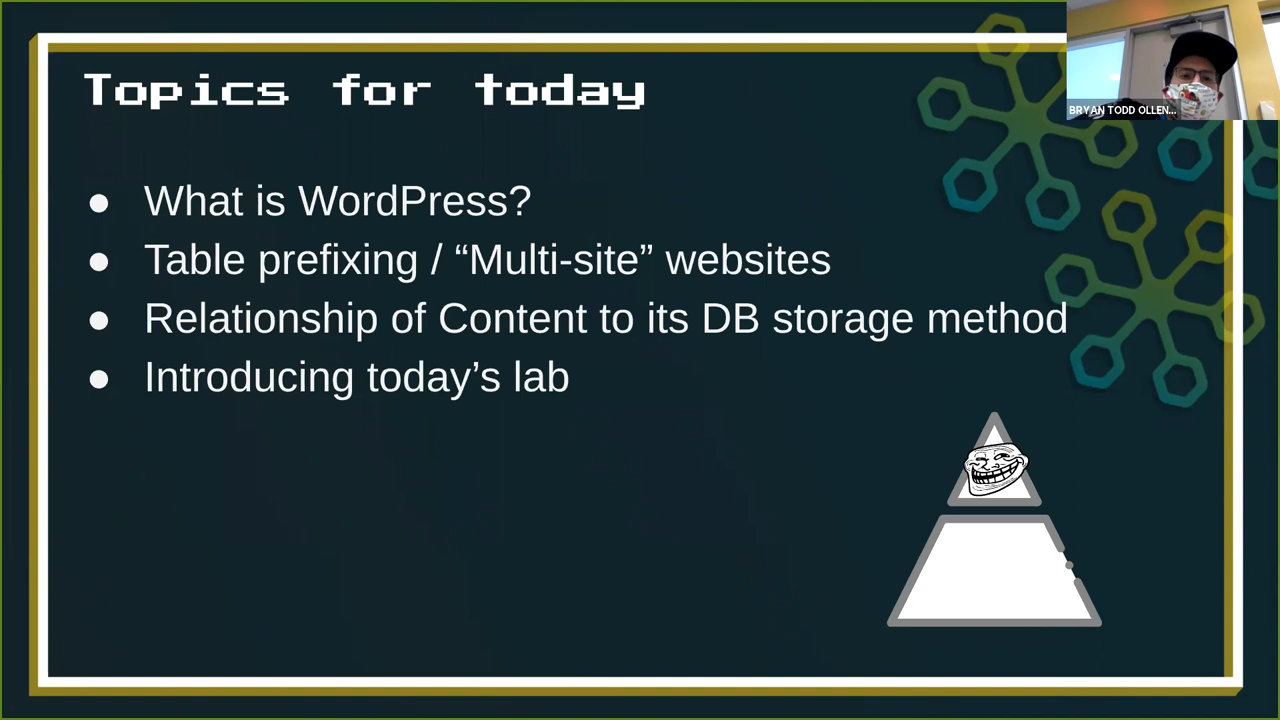 Topics for today
BRYAN TODD OLLEN...
● What is WordPress?
● Table prefixing / “Multi-site” websites
● Relationship of Content to its DB storage method
● Introducing today’s lab